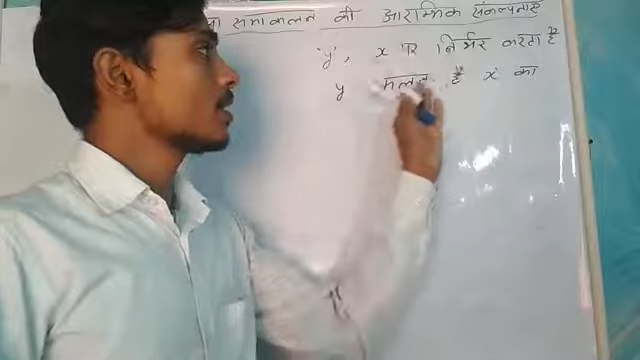 समाकलन की आरम्भिक संकल्पनाएँ
'y', x पर निर्भर करता है
y फलन है x का